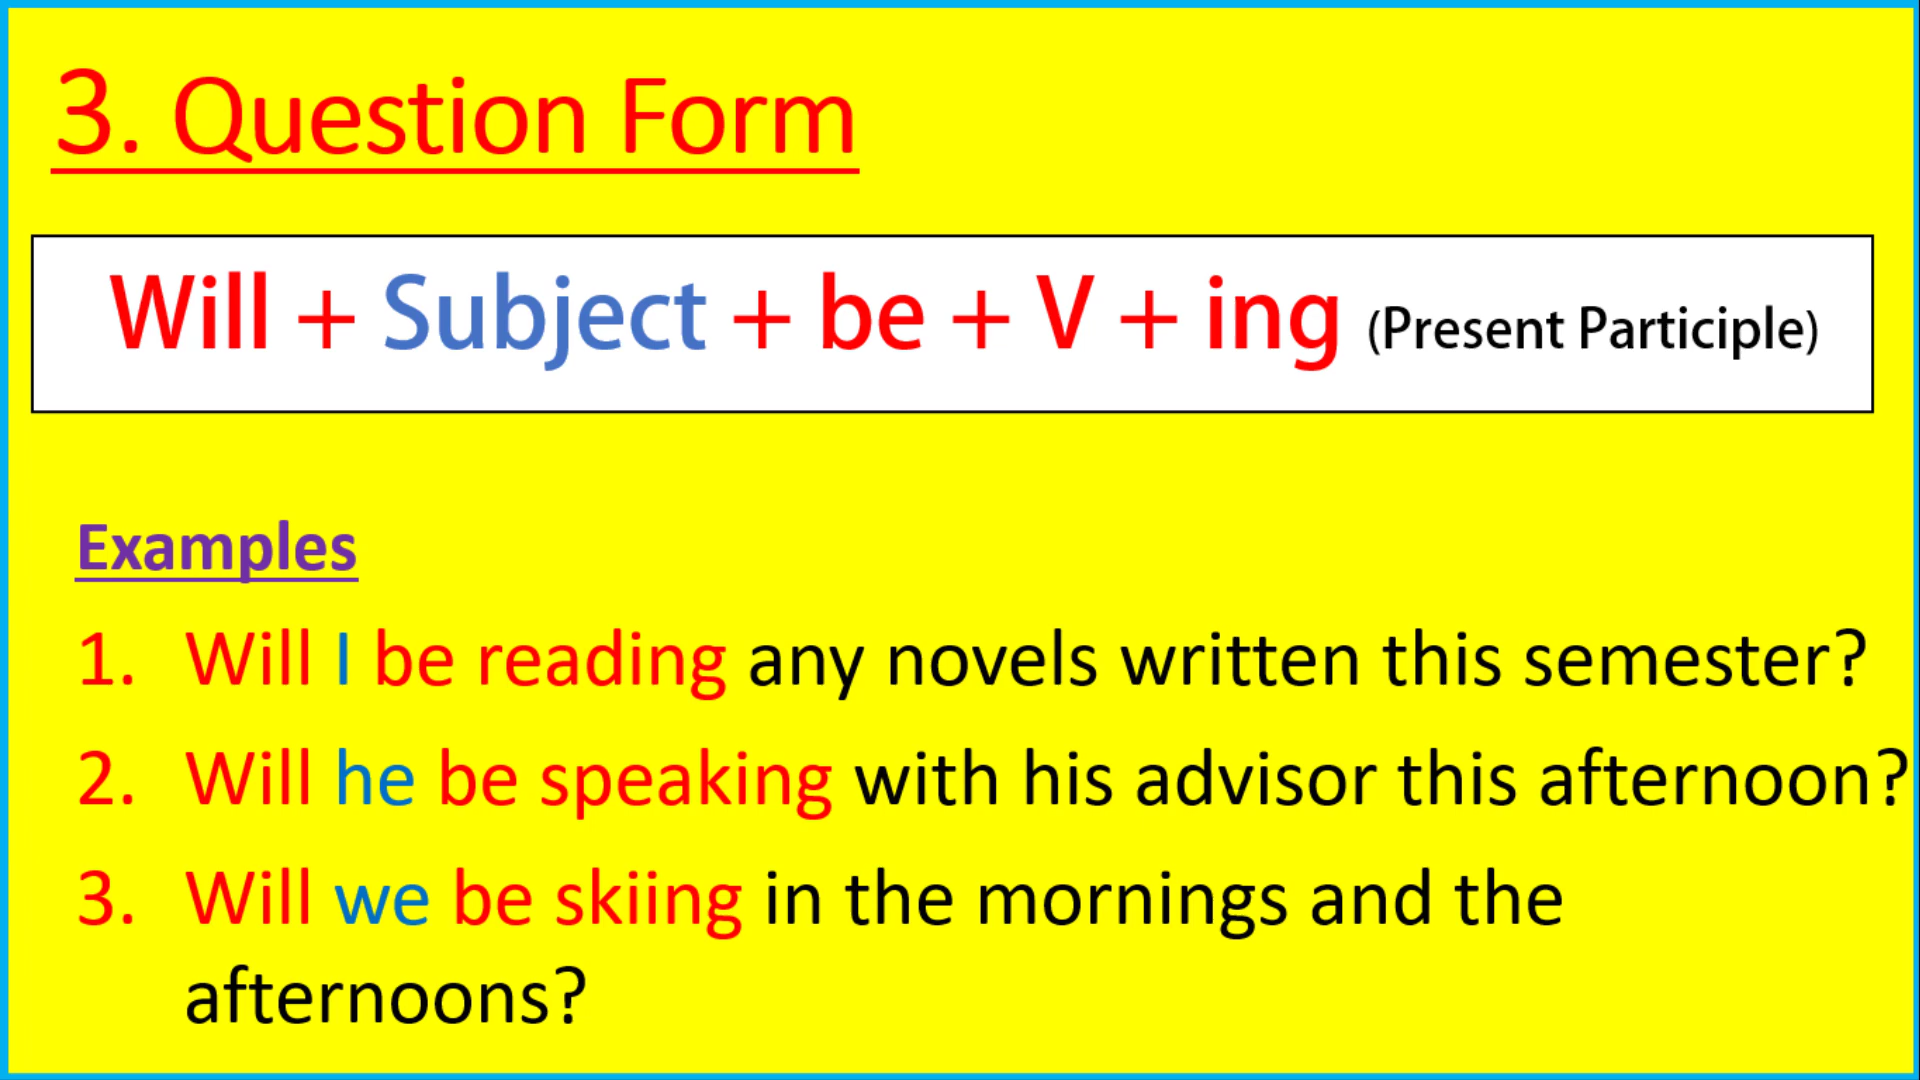 3. Question Form
Will + Subject + be + V + ing (Present Participle)
Examples
1. Will I be reading any novels written this semester?
2. Will he be speaking with his advisor this afternoon?
3. Will we be skiing in the mornings and the
afternoons?